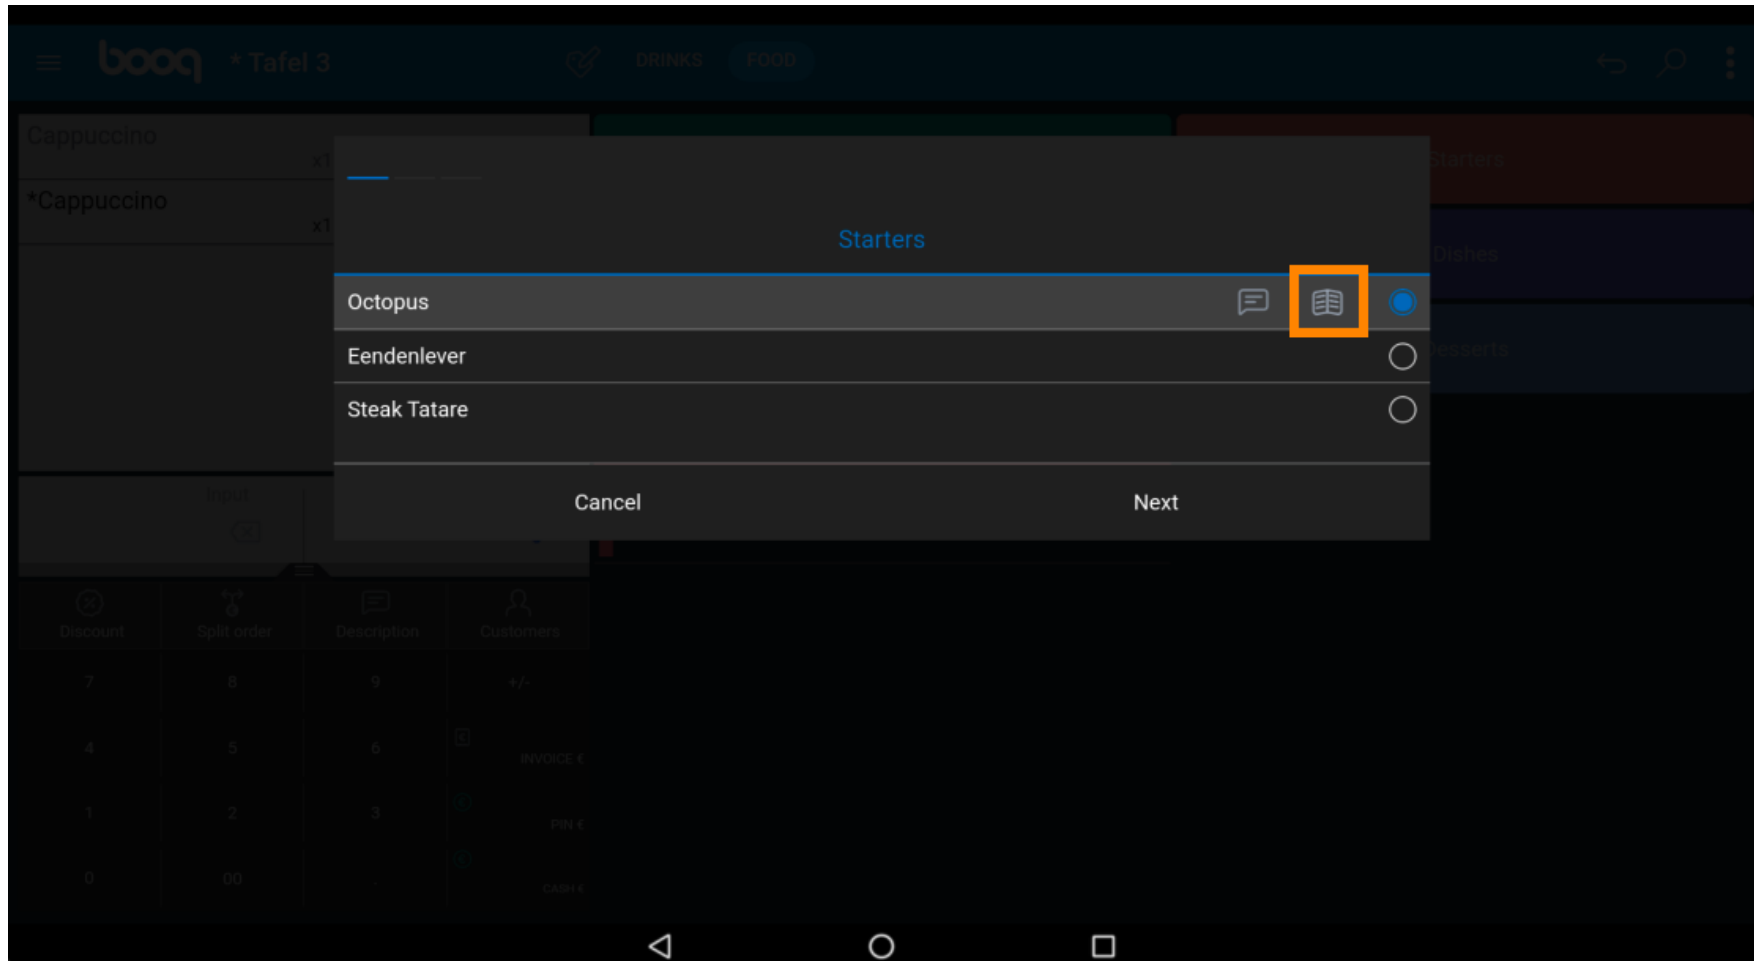 booq * Tafel 3 DRINKS FOOD
Cappuccino
x1
*Cappuccino
x1
Starters
Dishes
Desserts
Starters
Octopus
Eendenlever
Steak Tatare
Cancel Next
Input
Discount Split order Description Customers
7 8 9 +/-
4 5 6 INVOICE €
1 2 3 PIN €
0 00 . CASH €